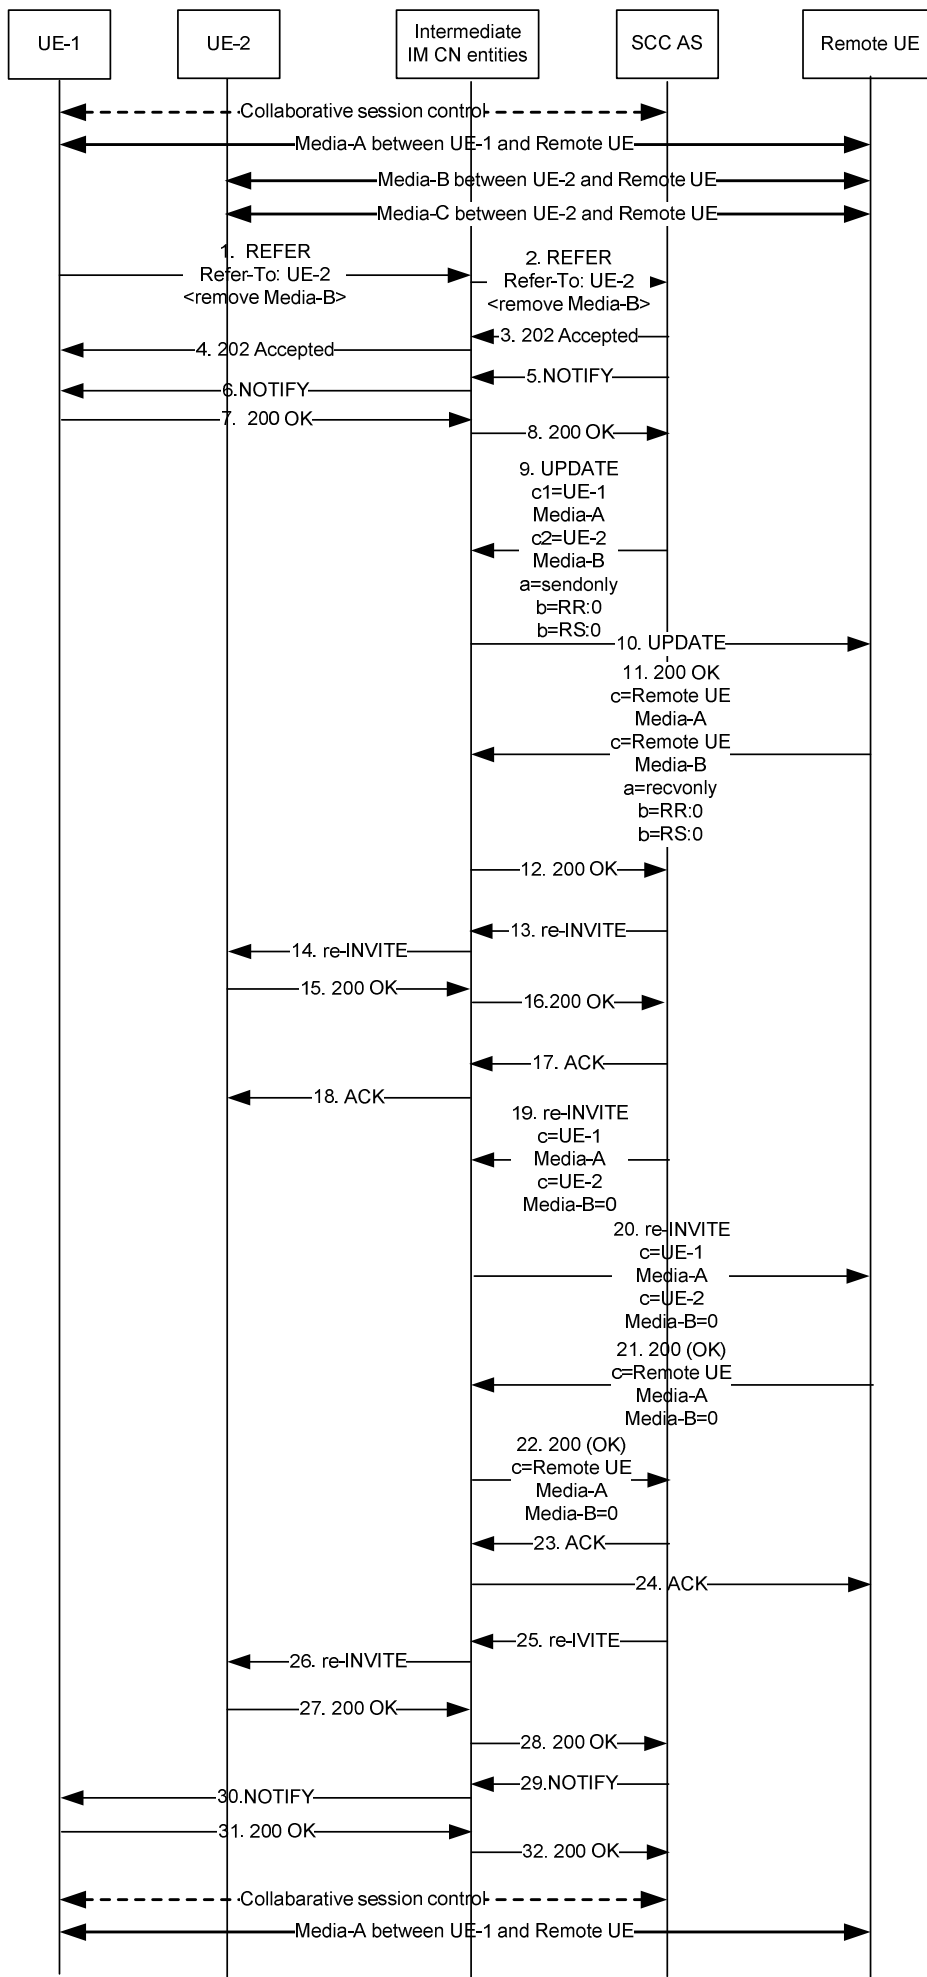 UE-1
UE-2
Intermediate
IM CN entities
SCC AS
Remote UE
Collaborative session control
Media-A between UE-1 and Remote UE
Media-B between UE-2 and Remote UE
Media-C between UE-2 and Remote UE
1. REFER
Refer-To: UE-2
<remove Media-B>
2. REFER
Refer-To: UE-2
<remove Media-B>
3. 202 Accepted
4. 202 Accepted
5.NOTIFY
6.NOTIFY
7. 200 OK
8. 200 OK
9. UPDATE
c1=UE-1
Media-A
c2=UE-2
Media-B
a=sendonly
b=RR:0
b=RS:0
10. UPDATE
11. 200 OK
c=Remote UE
Media-A
c=Remote UE
Media-B
a=recvonly
b=RR:0
b=RS:0
12. 200 OK
13. re-INVITE
14. re-INVITE
15. 200 OK
16.200 OK
17. ACK
18. ACK
19. re-INVITE
c=UE-1
Media-A
c=UE-2
Media-B=0
20. re-INVITE
c=UE-1
Media-A
c=UE-2
Media-B=0
21. 200 (OK)
c=Remote UE
Media-A
Media-B=0
22. 200 (OK)
c=Remote UE
Media-A
Media-B=0
23. ACK
24. ACK
25. re-IVITE
26. re-INVITE
27. 200 OK
28. 200 OK
29.NOTIFY
30.NOTIFY
31. 200 OK
32. 200 OK
Collabarative session control
Media-A between UE-1 and Remote UE